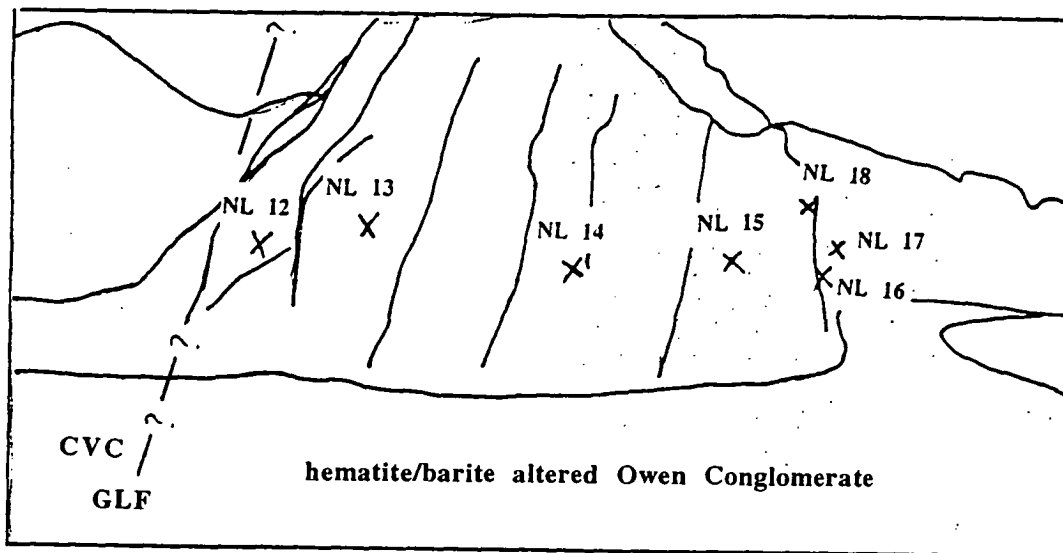 ?
NL 18
NL 13
NL 12
NL 14
NL 15
NL 17
NL 16
?
?
CVC
hematite/barite altered Owen Conglomerate
GLF